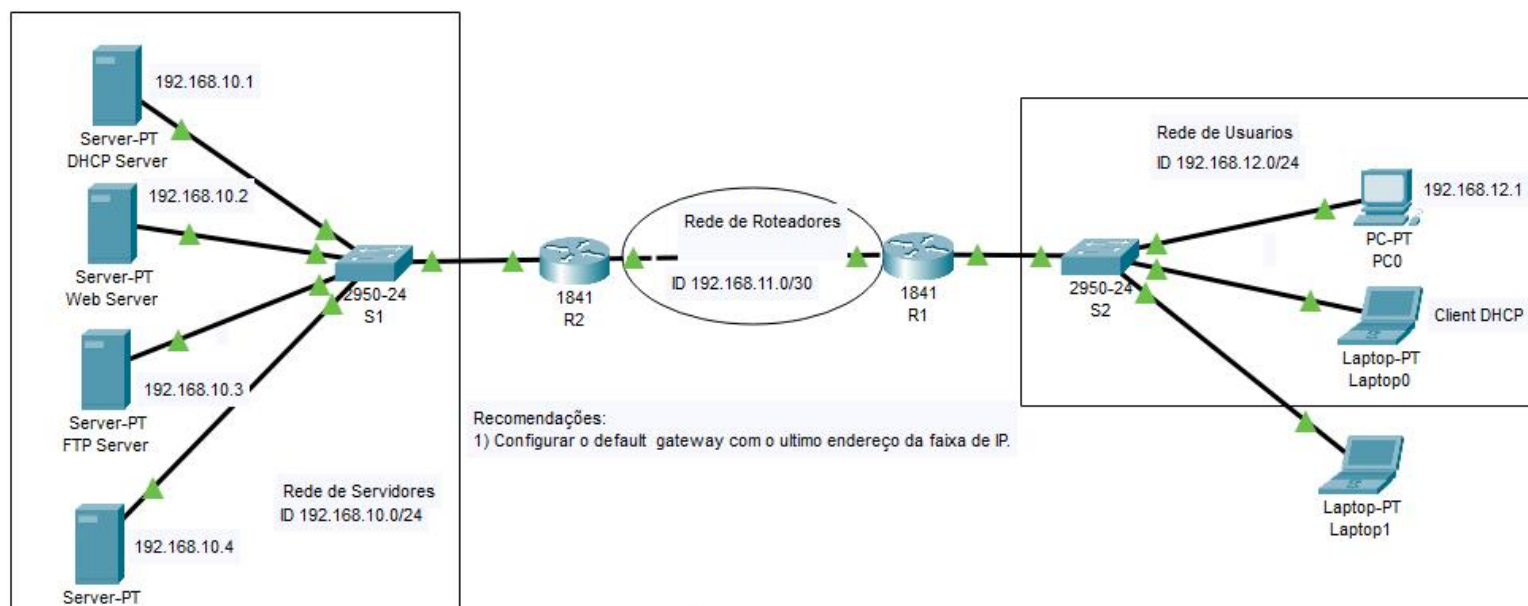 192.168.10.1
Server-PT
DHCP Server
192.168.10.2
Server-PT
Web Server
192.168.10.3
Server-PT
FTP Server
192.168.10.4
Server-PT
Rede de Servidores
ID 192.168.10.0/24
2950-24
S1
1841
R2
Rede de Roteadores
ID 192.168.11.0/30
1841
R1
Recomendações:
1) Configurar o default gateway com o ultimo endereço da faixa de IP.
2950-24
S2
Rede de Usuarios
ID 192.168.12.0/24
192.168.12.1
PC-PT
PC0
Client DHCP
Laptop-PT
Laptop0
Laptop-PT
Laptop1